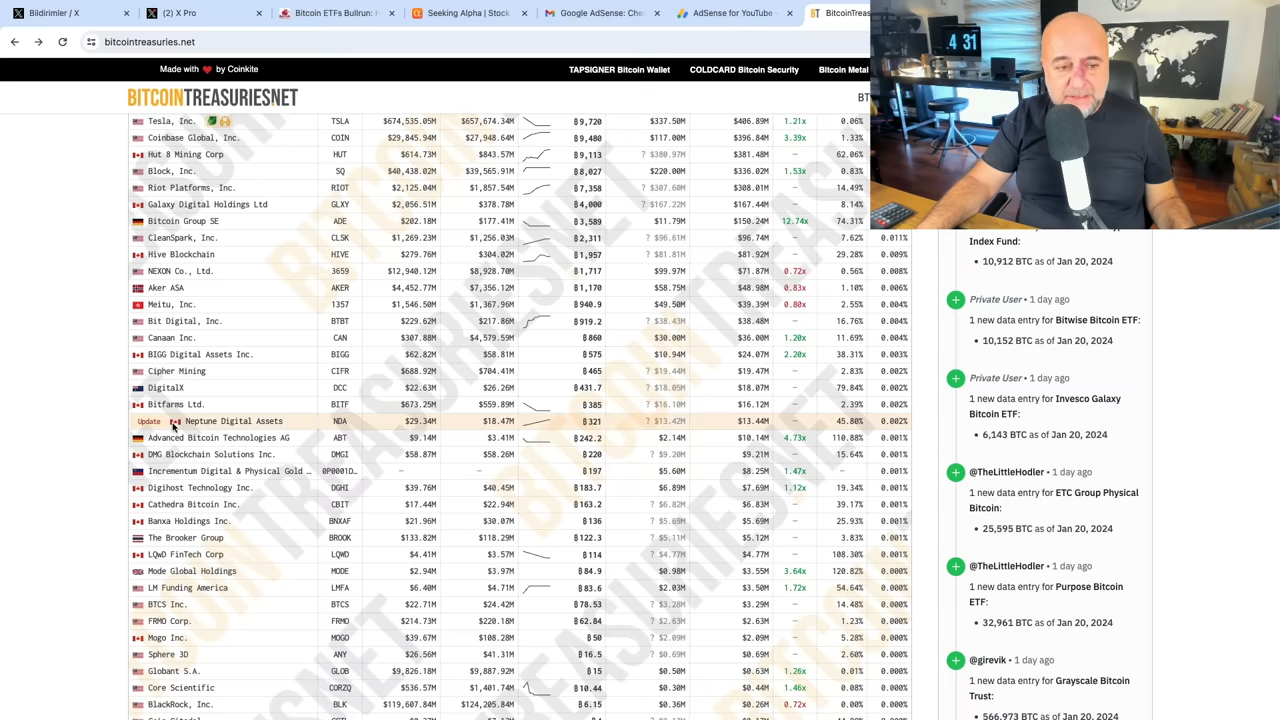 Bildirimler / X
(2) X Pro
Bitcoin ETFs Bullrun: H
Seeking Alpha | Stock
Google AdSense - Che
AdSense for YouTube -
BitcoinTreas
bitcointreasuries.net
Made with by Coinkite
TAPSIGNER Bitcoin Wallet
COLDCARD Bitcoin Security
Bitcoin Metal
BITCOINTREASURIES.NET
BT
4 31
Tesla, Inc. TSLA $674,535.05M $657,674.34M ฿9,720 $337.50M $406.89M 1.21x 0.06%
Coinbase Global, Inc. COIN $29,845.94M $27,948.64M ฿9,480 $117.00M $396.84M 3.39x 1.33%
Hut 8 Mining Corp HUT $614.73M $843.57M ฿9,113 ? $380.97M $381.48M — 62.06%
Block, Inc. SQ $40,438.02M $39,565.91M ฿8,027 $220.00M $336.02M 1.53x 0.83%
Riot Platforms, Inc. RIOT $2,125.04M $1,857.54M ฿7,358 ? $307.60M $308.01M — 14.49%
Galaxy Digital Holdings Ltd GLXY $2,056.51M $378.78M ฿4,000 ? $167.22M $167.44M — 8.14%
Bitcoin Group SE ADE $202.18M $177.41M ฿3,589 $11.79M $150.24M 12.74x 74.31%
CleanSpark, Inc. CLSK $1,269.23M $1,256.03M ฿2,311 ? $96.61M $96.74M — 7.62% 0.011%
Hive Blockchain HIVE $279.76M $304.02M ฿1,957 ? $81.81M $81.92M — 29.28% 0.009%
NEXON Co., Ltd. 3659 $12,940.12M $8,928.70M ฿1,717 $99.97M $71.87M 0.72x 0.56% 0.008%
Aker ASA AKER $4,452.77M $7,256.13M ฿1,170 $58.75M $48.98M 0.83x 1.10% 0.006%
Meitu, Inc. 1357 $1,546.50M $1,367.96M ฿940.9 $49.50M $39.39M 0.80x 2.55% 0.004%
Bit Digital, Inc. BTBT $229.62M $217.86M ฿919.2 ? $38.43M $38.48M — 16.76% 0.004%
Canaan Inc. CAN $307.88M $4,579.59M ฿860 $30.00M $36.00M 1.20x 11.69% 0.004%
BIGG Digital Assets Inc. BIGG $62.82M $58.81M ฿575 $10.94M $24.07M 2.20x 38.31% 0.003%
Cipher Mining CIFR $688.92M $704.41M ฿465 ? $19.44M $19.47M — 2.83% 0.002%
DigitalX DCC $22.63M $26.26M ฿431.7 ? $18.05M $18.07M — 79.84% 0.002%
Bitfarms Ltd. BITF $673.25M $559.89M ฿385 ? $16.10M $16.12M — 2.39% 0.002%
Update Neptune Digital Assets NDA $29.34M $18.47M ฿321 ? $13.42M $13.44M — 45.80% 0.002%
Advanced Bitcoin Technologies AG ABT $9.14M ฿242.2 $2.14M $10.14M 4.73x 110.88% 0.001%
DMG Blockchain Solutions Inc. DMGI $58.87M $58.26M ฿220 ? $9.20M $9.21M — 15.64% 0.001%
Incrementum Digital & Physical Gold … 0P0001D… — — ฿197 $5.60M $8.25M 1.47x — 0.001%
Digihost Technology Inc. DGHI $39.76M $40.45M ฿183.7 $6.89M $7.69M 1.12x 19.34% 0.001%
Cathedra Bitcoin Inc. CBIT $17.44M $22.94M ฿163.2 ? $6.82M $6.83M — 39.17% 0.001%
Banxa Holdings Inc. BNXAF $21.96M $30.07M ฿136 ? $5.69M $5.69M — 25.93% 0.001%
The Brooker Group BROOK $133.82M $118.29M ฿122.3 ? $5.11M $5.12M — 3.83% 0.001%
LQwD FinTech Corp LQWD $4.41M $3.57M ฿114 ? $4.77M $4.77M — 108.30% 0.001%
Mode Global Holdings MODE $2.94M $3.97M ฿84.9 $0.98M $3.55M 3.64x 120.82% 0.000%
LM Funding America LMFA $6.40M $4.71M ฿83.6 $2.03M $3.50M 1.72x 54.64% 0.000%
BTCS Inc. BTCS $22.71M $24.42M ฿78.53 ? $3.28M $3.29M — 14.48% 0.000%
FRMO Corp. FRMO $214.73M $220.18M ฿62.84 ? $2.63M $2.63M — 1.23% 0.000%
Mogo Inc. MOGO $39.67M $108.28M ฿50 ? $2.09M $2.09M — 5.28% 0.000%
Sphere 3D ANY $26.56M $41.31M ฿16.5 ? $0.69M $0.69M — 2.60% 0.000%
Globant S.A. GLOB $9,826.18M $9,887.92M ฿15 $0.50M $0.63M 1.26x 0.01% 0.000%
Core Scientific CORZQ $536.57M $1,401.74M ฿10.44 $0.30M $0.44M 1.46x 0.08% 0.000%
BlackRock, Inc. BLK $119,607.84M $124,203.84M ฿6.15 $0.36M $0.26M 0.72x 0.00% 0.000%
Index Fund:
• 10,912 BTC as of Jan 20, 2024
Private User • 1 day ago
1 new data entry for Bitwise Bitcoin ETF:
• 10,152 BTC as of Jan 20, 2024
Private User • 1 day ago
1 new data entry for Invesco Galaxy
Bitcoin ETF:
• 6,143 BTC as of Jan 20, 2024
@TheLittleHodler • 1 day ago
1 new data entry for ETC Group Physical
Bitcoin:
• 25,595 BTC as of Jan 20, 2024
@TheLittleHodler • 1 day ago
1 new data entry for Purpose Bitcoin
ETF:
• 32,961 BTC as of Jan 20, 2024
@girevik • 1 day ago
1 new data entry for Grayscale Bitcoin
Trust:
• 566,973 BTC as of Jan 20, 2024